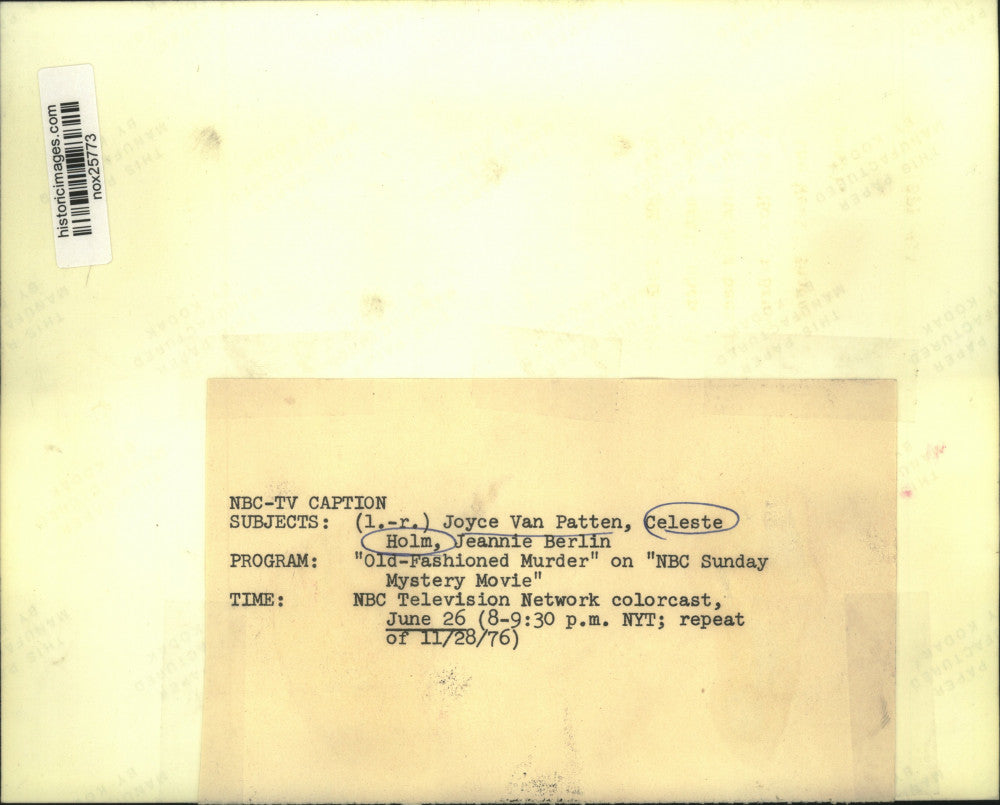 historicimages.com
nox25773
NBC-TV CAPTION
SUBJECTS: (l.-r.) Joyce Van Patten, Celeste
Holm, Jeannie Berlin
PROGRAM: "Old-Fashioned Murder" on "NBC Sunday
Mystery Movie"
TIME: NBC Television Network colorcast,
June 26 (8-9:30 p.m. NYT; repeat
of 11/28/76)